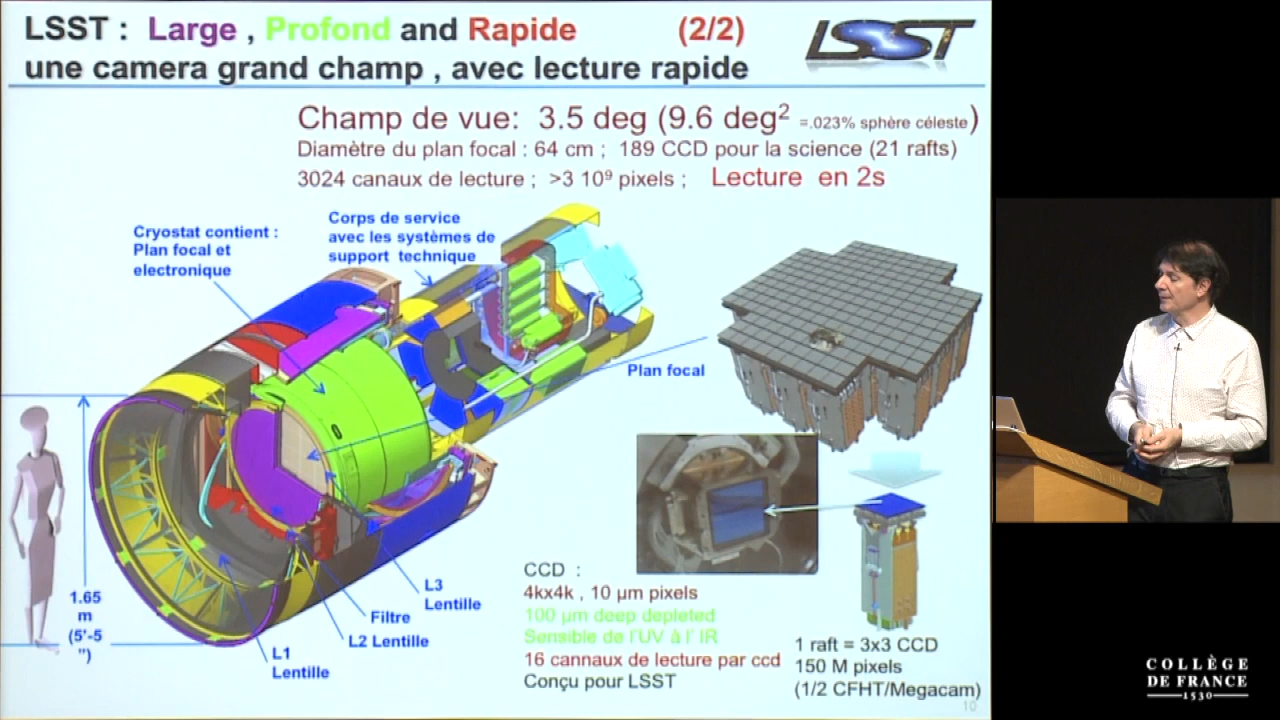 LSST : Large , Profond and Rapide (2/2)
une camera grand champ , avec lecture rapide
LSST
Champ de vue: 3.5 deg (9.6 deg² =.023% sphère céleste)
Diamètre du plan focal : 64 cm ; 189 CCD pour la science (21 rafts)
3024 canaux de lecture ; >3 10⁹ pixels ; Lecture en 2s
Cryostat contient :
Plan focal et
electronique
Corps de service
avec les systèmes de
support technique
Plan focal
1.65
m
(5'-5
")
L1
Lentille
L2 Lentille
Filtre
L3
Lentille
CCD :
4kx4k , 10 µm pixels
100 µm deep depleted
Sensible de l'UV à l' IR
16 cannaux de lecture par ccd
Conçu pour LSST
1 raft = 3x3 CCD
150 M pixels
(1/2 CFHT/Megacam)
10
COLLÈGE
DE FRANCE
1530